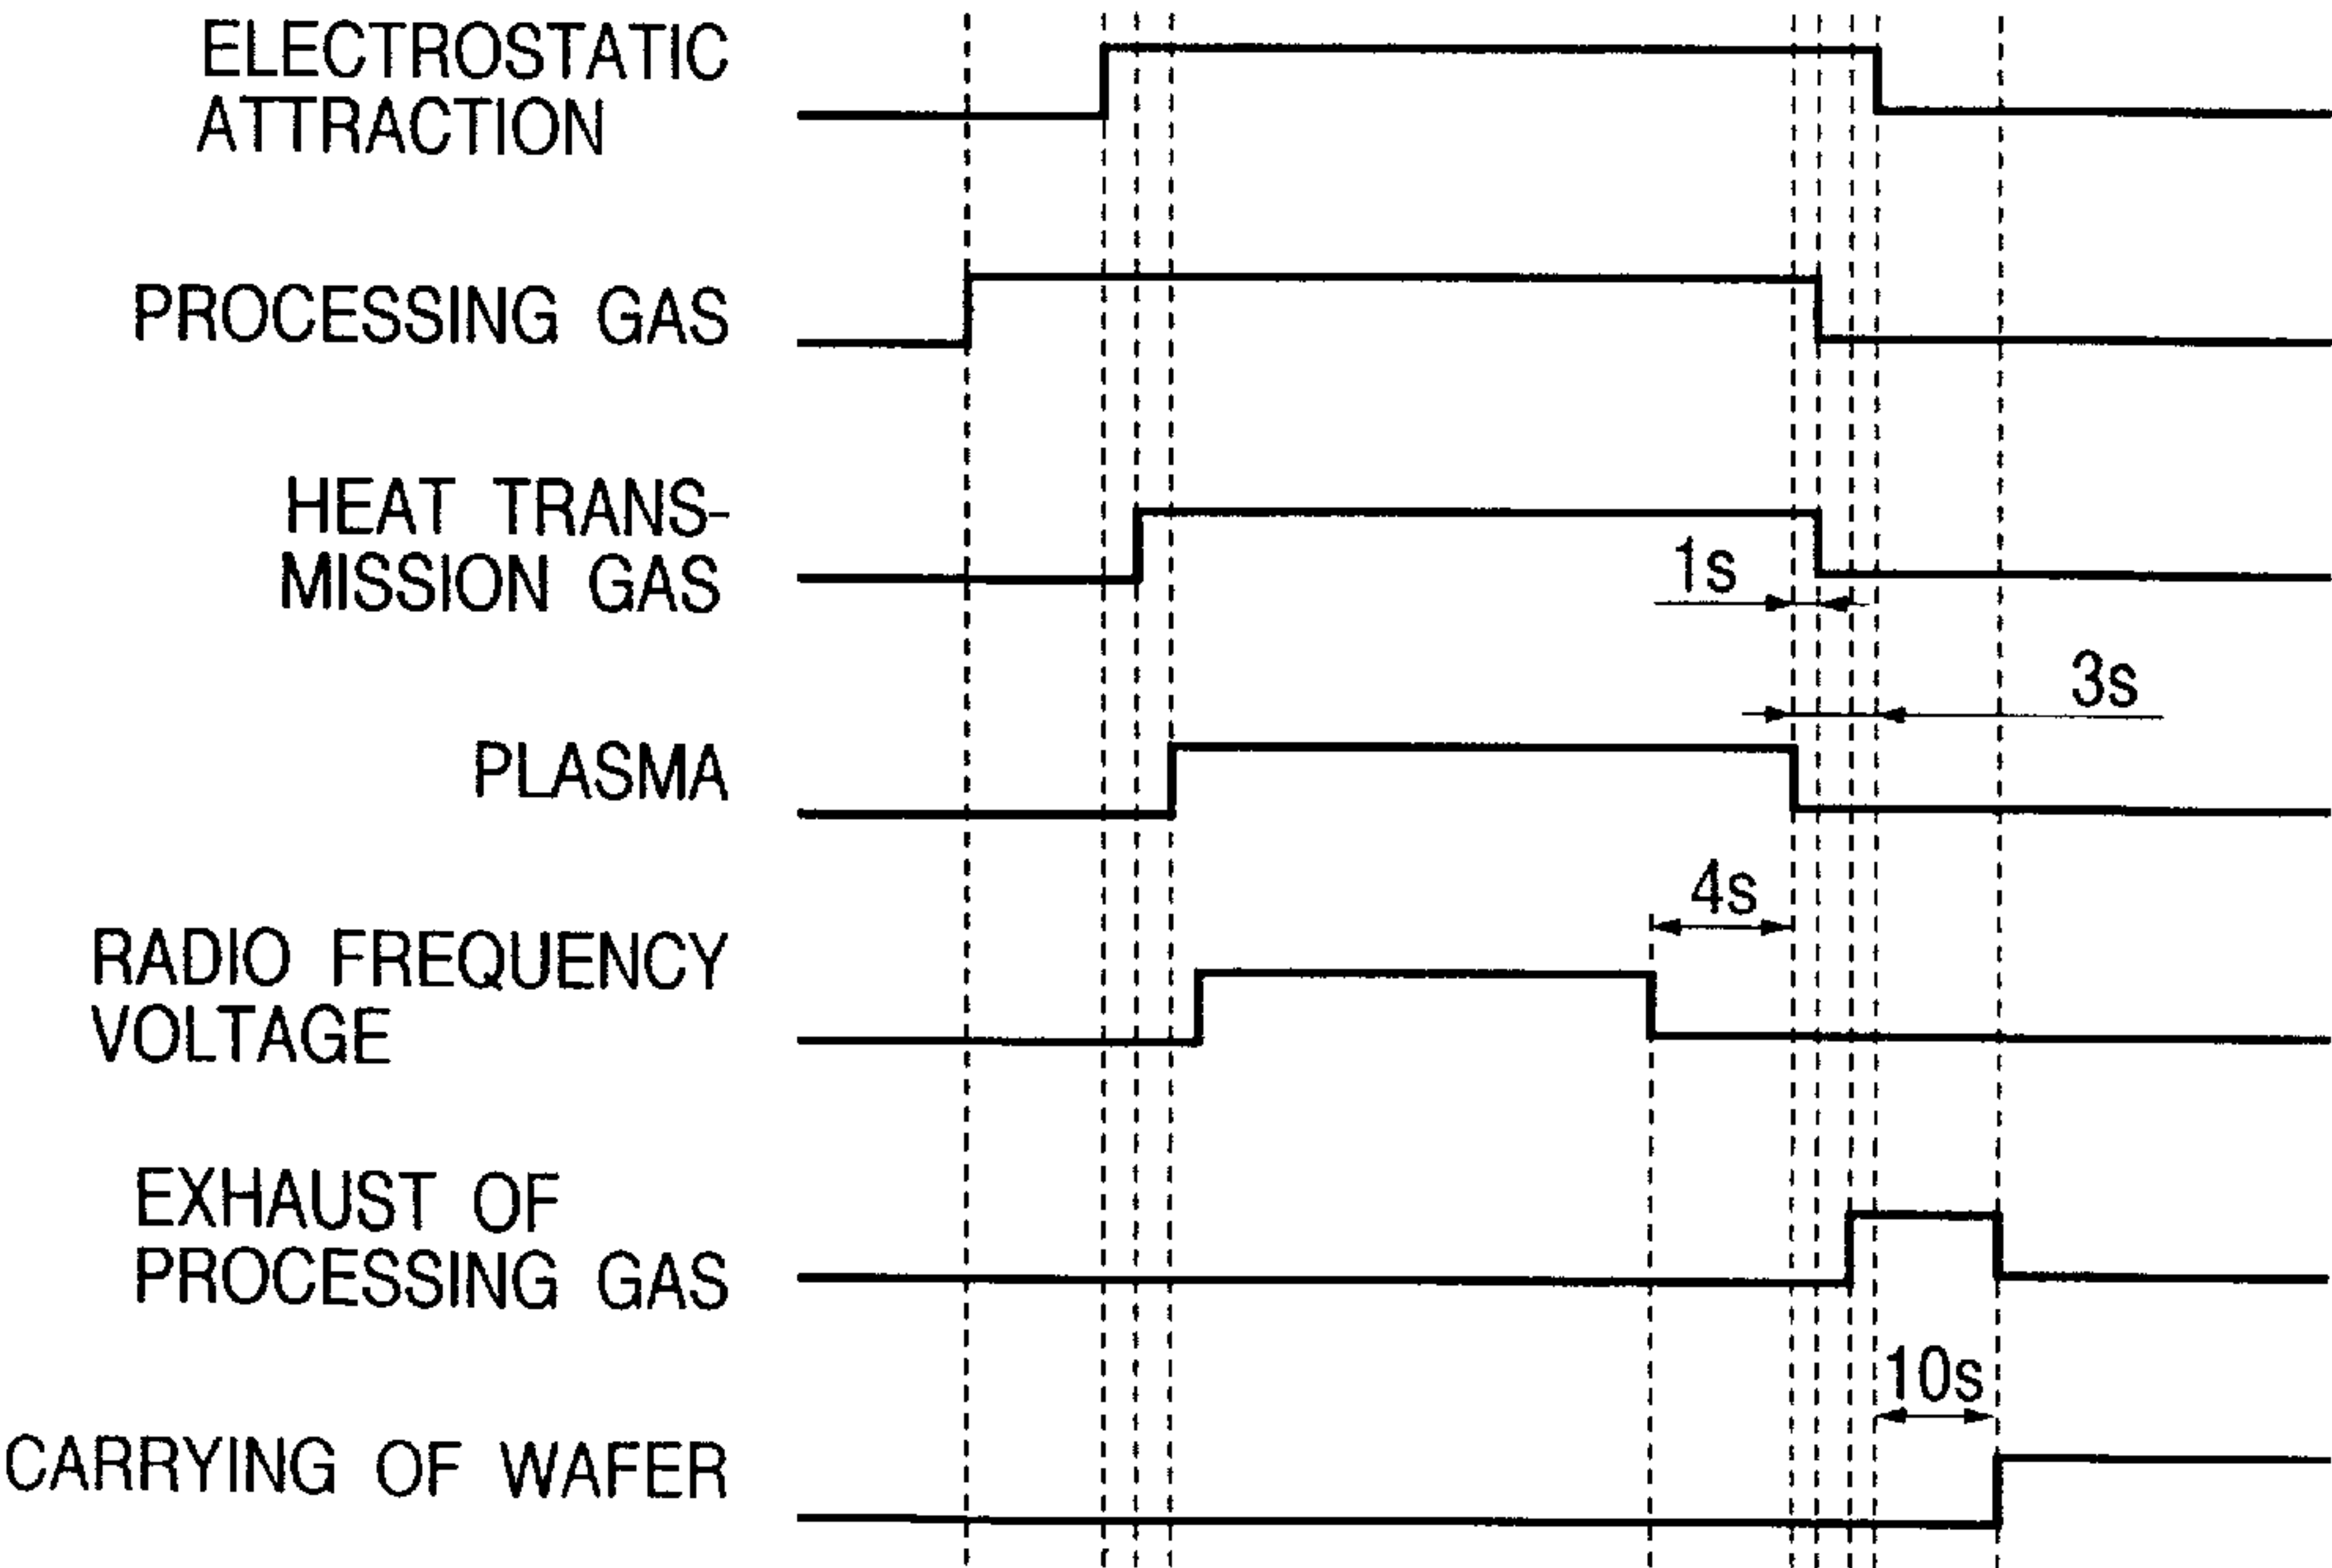 ELECTROSTATIC
ATTRACTION
PROCESSING GAS
HEAT TRANS-
MISSION GAS
1s
3s
PLASMA
4s
RADIO FREQUENCY
VOLTAGE
EXHAUST OF
PROCESSING GAS
10s
CARRYING OF WAFER